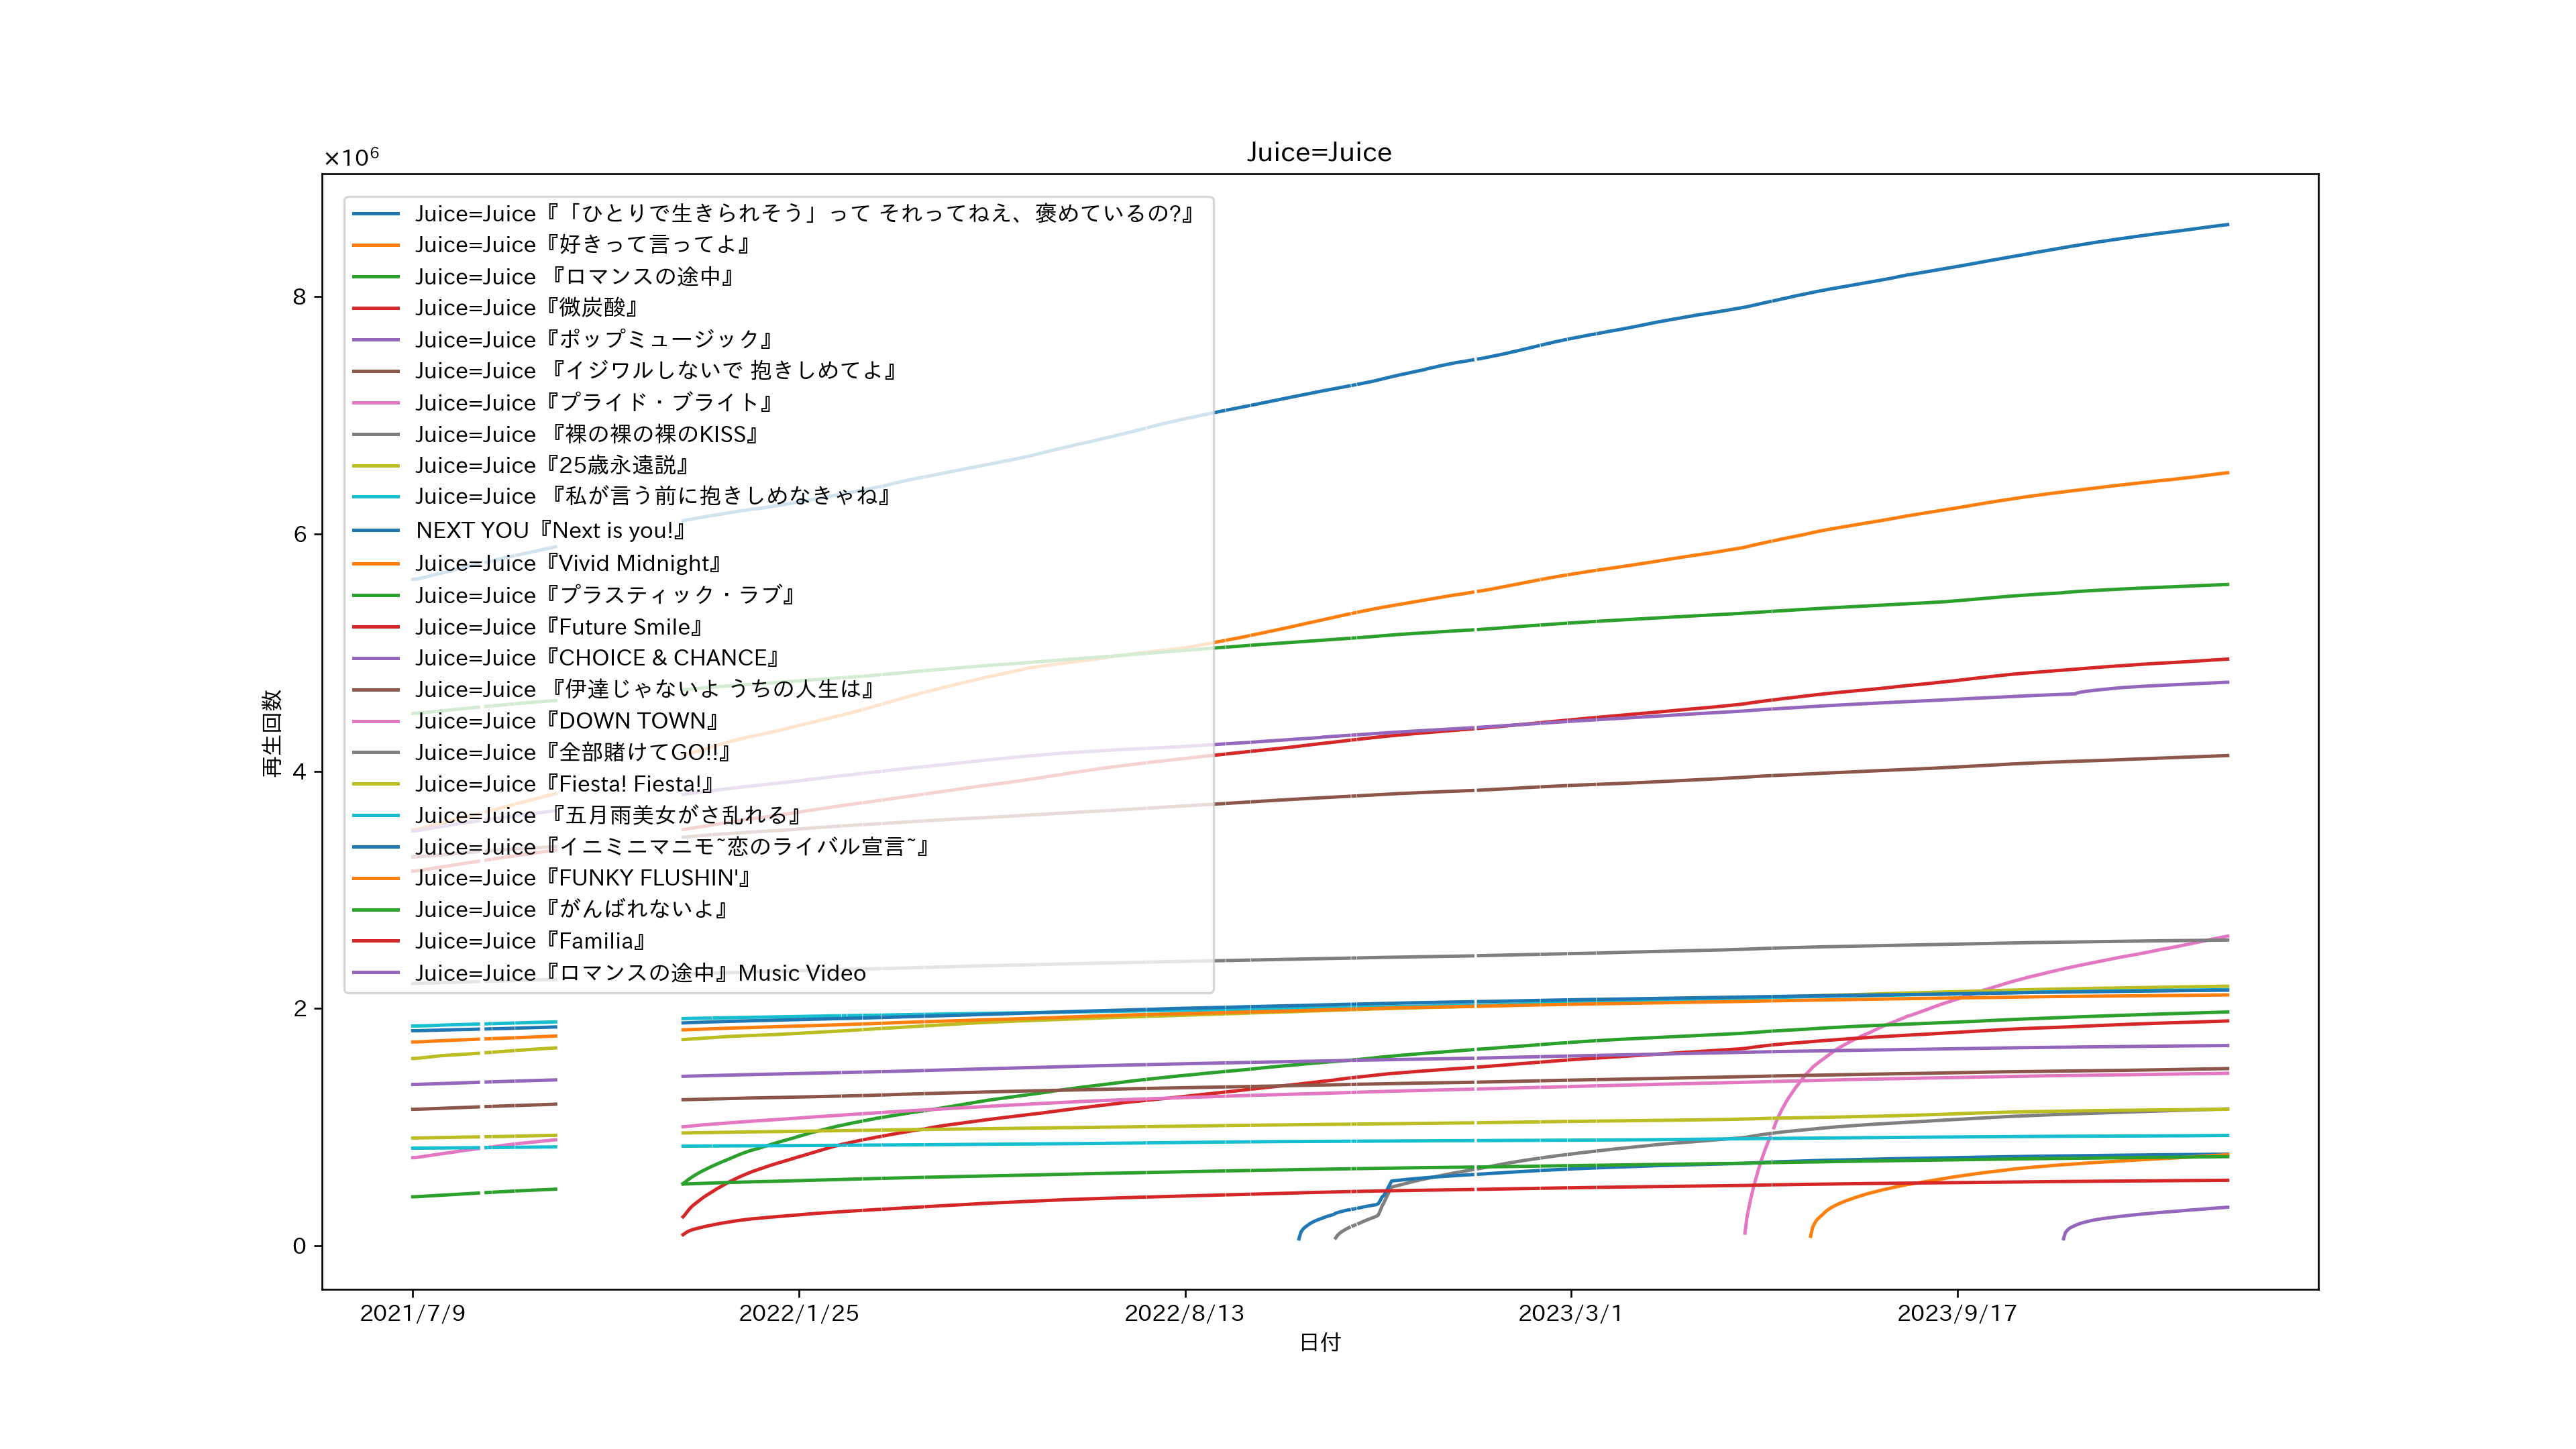 Juice=Juice
×10⁶
8
6
4
2
0
再生回数
Juice=Juice『「ひとりで生きられそう」って それってねえ、褒めているの?』
Juice=Juice『好きって言ってよ』
Juice=Juice 『ロマンスの途中』
Juice=Juice『微炭酸』
Juice=Juice『ポップミュージック』
Juice=Juice 『イジワルしないで 抱きしめてよ』
Juice=Juice『プライド・ブライト』
Juice=Juice 『裸の裸の裸のKISS』
Juice=Juice『25歳永遠説』
Juice=Juice 『私が言う前に抱きしめなきゃね』
NEXT YOU『Next is you!』
Juice=Juice『Vivid Midnight』
Juice=Juice『プラスティック・ラブ』
Juice=Juice『Future Smile』
Juice=Juice『CHOICE & CHANCE』
Juice=Juice 『伊達じゃないよ うちの人生は』
Juice=Juice『DOWN TOWN』
Juice=Juice『全部賭けてGO!!』
Juice=Juice『Fiesta! Fiesta!』
Juice=Juice 『五月雨美女がさ乱れる』
Juice=Juice『イニミニマニモ~恋のライバル宣言~』
Juice=Juice『FUNKY FLUSHIN'』
Juice=Juice『がんばれないよ』
Juice=Juice『Familia』
Juice=Juice『ロマンスの途中』Music Video
2021/7/9
2022/1/25
2022/8/13
2023/3/1
2023/9/17
日付